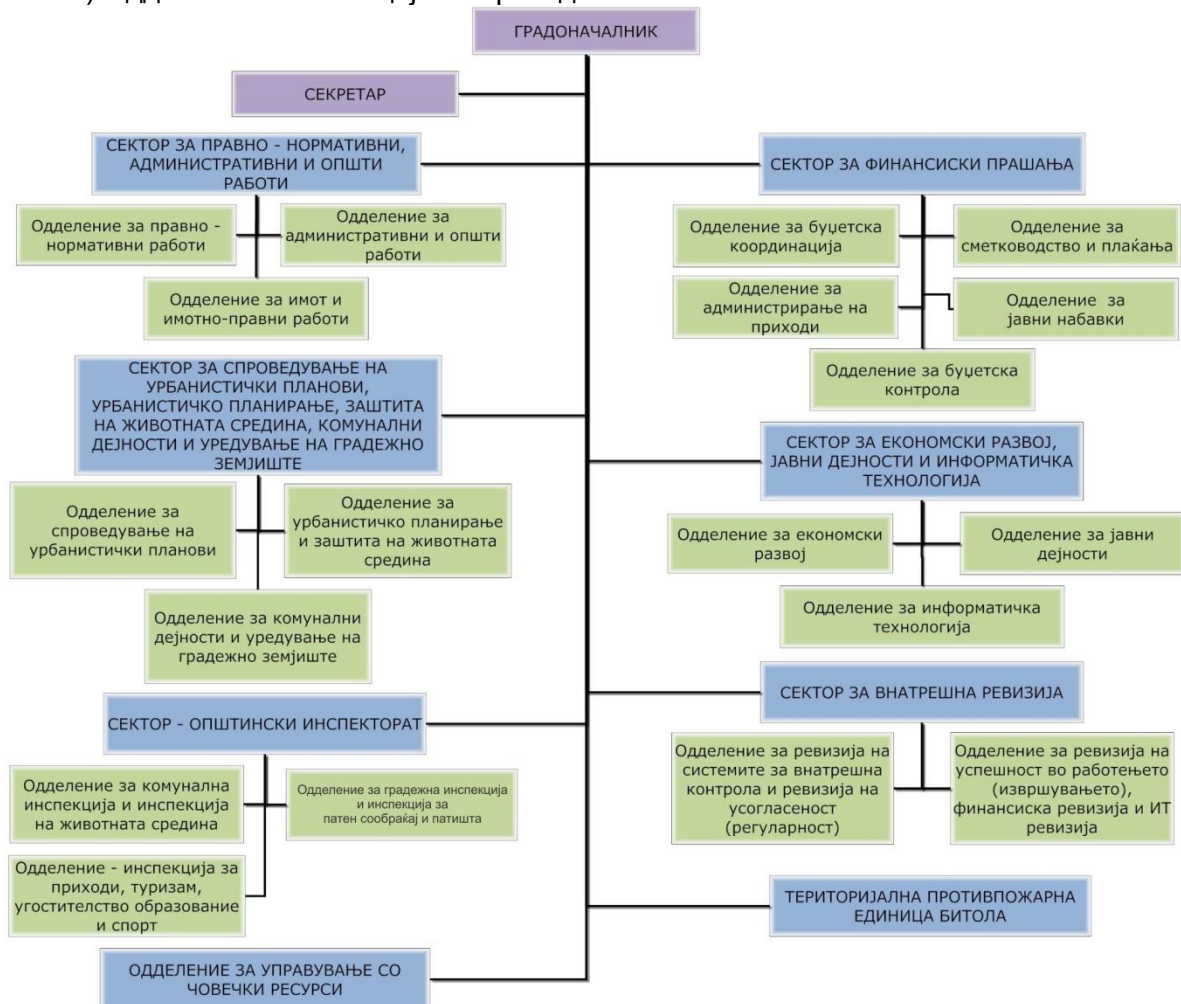 ГРАДОНАЧАЛНИК
СЕКРЕТАР
СЕКТОР ЗА ПРАВНО - НОРМАТИВНИ,
АДМИНИСТРАТИВНИ И ОПШТИ
РАБОТИ
Одделение за правно -
нормативни работи
Одделение за
административни и општи
работи
Одделение за имот и
имотно-правни работи
СЕКТОР ЗА ФИНАНСИСКИ ПРАШАЊА
Одделение за буџетска
координација
Одделение за
сметководство и плаќања
Одделение за
администрирање на
приходи
Одделение за
јавни набавки
Одделение за буџетска
контрола
СЕКТОР ЗА СПРОВЕДУВАЊЕ НА
УРБАНИСТИЧКИ ПЛАНОВИ,
УРБАНИСТИЧКО ПЛАНИРАЊЕ, ЗАШТИТА
НА ЖИВОТНАТА СРЕДИНА, КОМУНАЛНИ
ДЕЈНОСТИ И УРЕДУВАЊЕ НА ГРАДЕЖНО
ЗЕМЈИШТЕ
Одделение за
спроведување на
урбанистички планови
Одделение за
урбанистичко планирање
и заштита на животната
средина
Одделение за комунални
дејности и уредување на
градежно земјиште
СЕКТОР ЗА ЕКОНОМСКИ РАЗВОЈ,
ЈАВНИ ДЕЈНОСТИ И ИНФОРМАТИЧКА
ТЕХНОЛОГИЈА
Одделение за економски
развој
Одделение за јавни
дејности
Одделение за информатичка
технологија
СЕКТОР - ОПШТИНСКИ ИНСПЕКТОРАТ
Одделение за комунална
инспекција и инспекција
на животната средина
Одделение за градежна инспекција
и инспекција за
патен сообраќај и патишта
Одделение - инспекција за
приходи, туризам,
угостителство образование
и спорт
СЕКТОР ЗА ВНАТРЕШНА РЕВИЗИЈА
Одделение за ревизија на
системите за внатрешна
контрола и ревизија на
усогласеност
(регуларност)
Одделение за ревизија на
успешност во работењето
(извршувањето),
финансиска ревизија и ИТ
ревизија
ТЕРИТОРИЈАЛНА ПРОТИВПОЖАРНА
ЕДИНИЦА БИТОЛА
ОДДЕЛЕНИЕ ЗА УПРАВУВАЊЕ СО
ЧОВЕЧКИ РЕСУРСИ